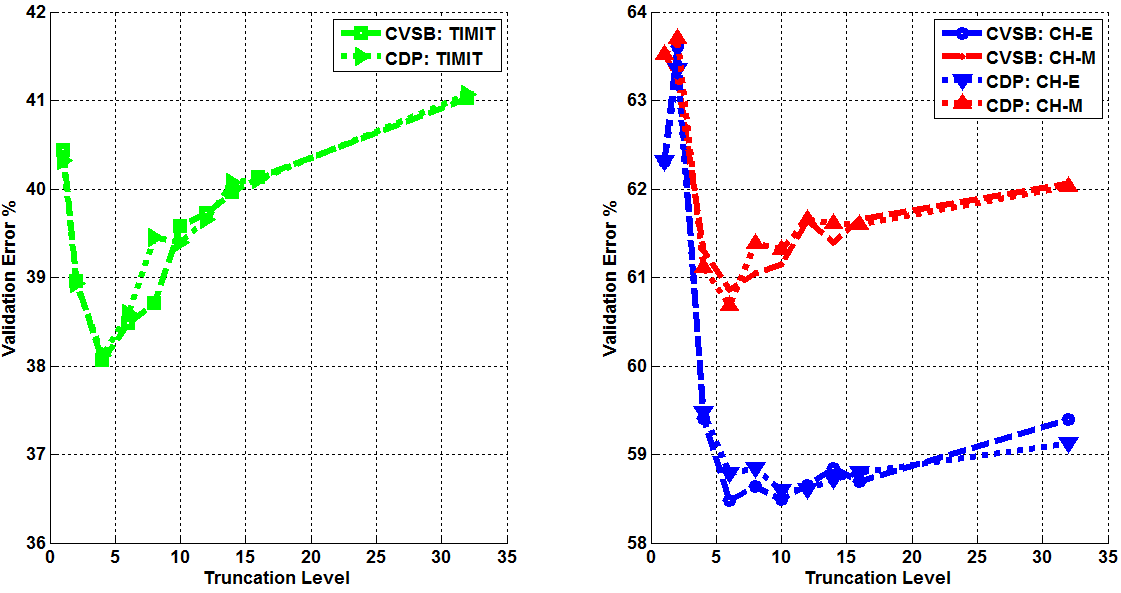 CVSB: TIMIT
CDP: TIMIT
42
41
40
39
38
37
36
Validation Error %
0 5 10 15 20 25 30 35
Truncation Level
CVSB: CH-E
CVSB: CH-M
CDP: CH-E
CDP: CH-M
64
63
62
61
60
59
58
Validation Error %
0 5 10 15 20 25 30 35
Truncation Level